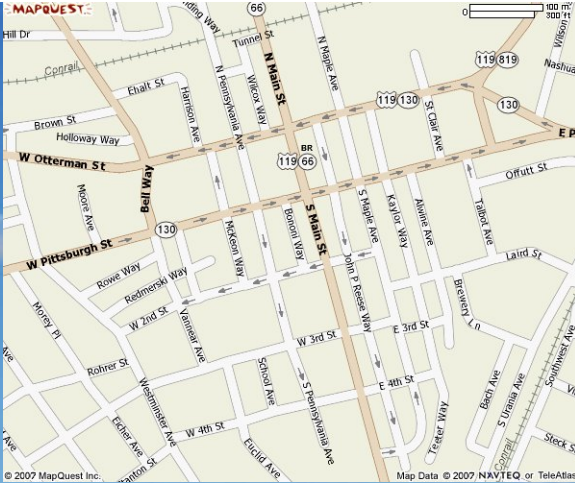 MAPQUEST
66
0
100 m
300 ft
Hill Dr
Tunnel St
Conrail
N Pennsylvania Ave
Wilcox Way
N Main St
N Maple Ave
119 819
Wilson
Nashua
Ehalt St
Harrison Ave
119 130
130
Brown St
Holloway Way
St Clair Ave
W Otterman St
BR
119 66
E P
Offutt St
Moore Ave
Bell Way
130
McKeon Way
Bononi Way
S Main St
S Maple Ave
Kaylor Way
Alwine Ave
Talbot Ave
W Pittsburgh St
Rowe Way
Redmerski Way
John P Reese Way
Laird St
Morey Pl
W 2nd St
Vannear Ave
Brewery Ln
Southwest Ave
W 3rd St
E 3rd St
Ave
Rohrer St
School Ave
S Pennsylvania Ave
E 4th St
Bach Ave
S Urania Ave
Westminster Ave
Eicher Ave
W 4th St
Euclid Ave
Teeter Way
Conrail
Steck S
Stanton St
© 2007 MapQuest Inc.
Map Data © 2007 NAVTEQ or TeleAtlas